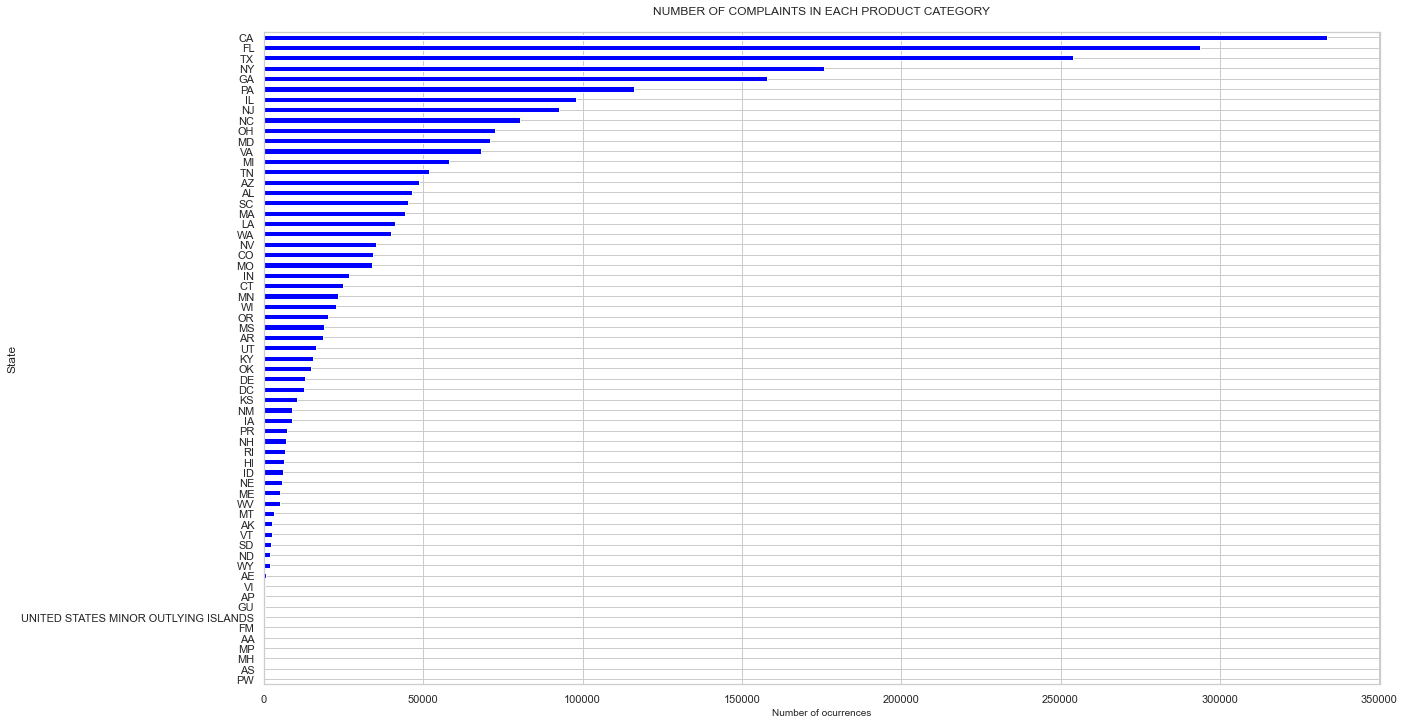 NUMBER OF COMPLAINTS IN EACH PRODUCT CATEGORY
State
CA
FL
TX
NY
GA
PA
IL
NJ
NC
OH
MD
VA
MI
TN
AZ
AL
SC
MA
LA
WA
NV
CO
MO
IN
CT
MN
WI
OR
MS
AR
UT
KY
OK
DE
DC
KS
NM
IA
PR
NH
RI
HI
ID
NE
ME
WV
MT
AK
VT
SD
ND
WY
AE
VI
AP
GU
UNITED STATES MINOR OUTLYING ISLANDS
FM
AA
MP
MH
AS
PW
0 50000 100000 150000 200000 250000 300000 350000
Number of ocurrences